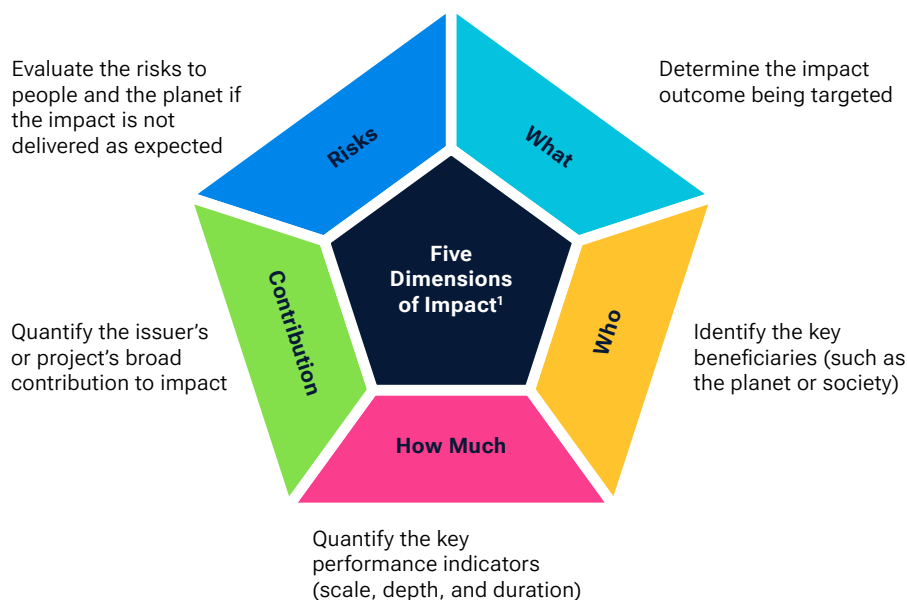 Evaluate the risks to
people and the planet if
the impact is not
delivered as expected
Risks
What
Determine the impact
outcome being targeted
Five
Dimensions
of Impact¹
Contribution
Quantify the issuer’s
or project’s broad
contribution to impact
Who
Identify the key
beneficiaries (such as
the planet or society)
How Much
Quantify the key
performance indicators
(scale, depth, and duration)